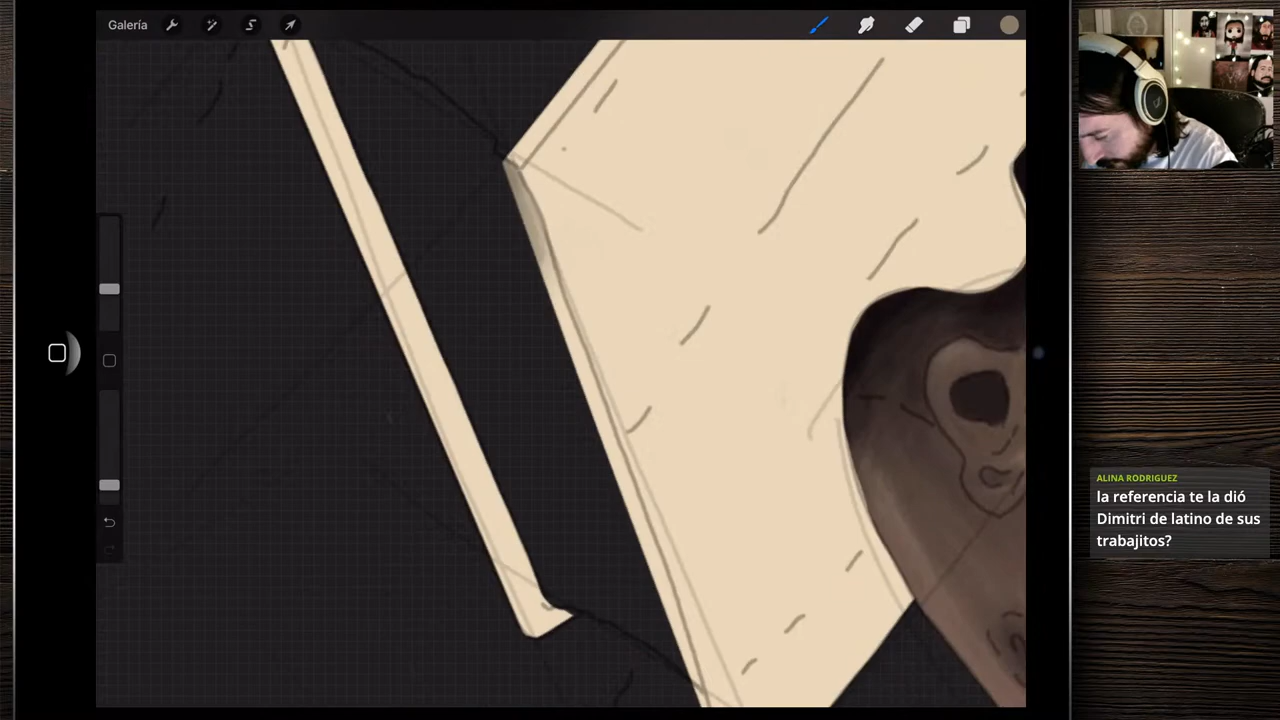 Galería
ALINA RODRIGUEZ
la referencia te la dió
Dimitri de latino de sus
trabajitos?